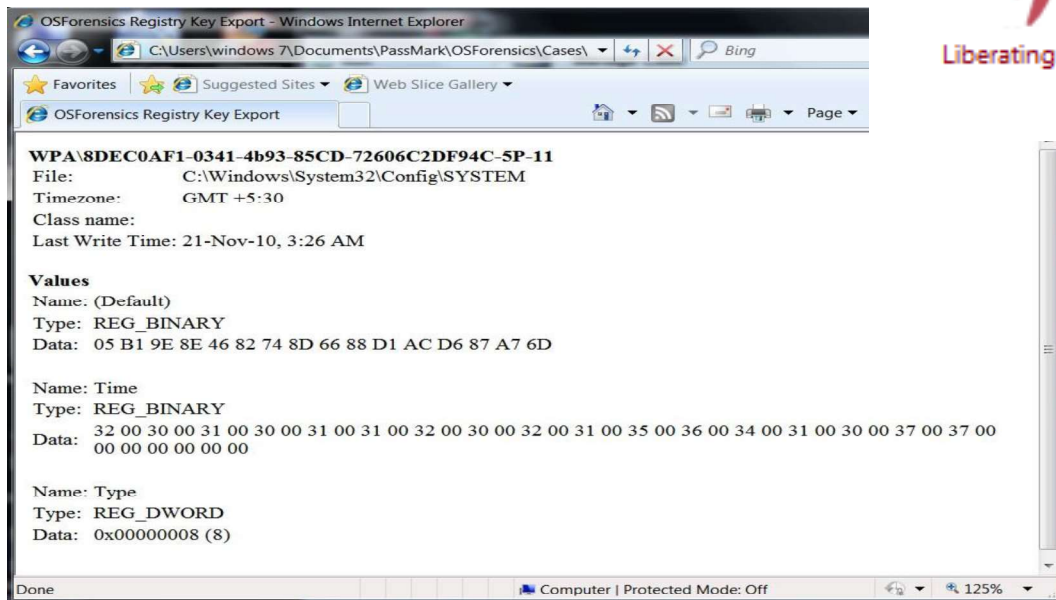 OSForensics Registry Key Export - Windows Internet Explorer
C:\Users\windows 7\Documents\PassMark\OSForensics\Cases\
Bing
Liberating
Favorites Suggested Sites Web Slice Gallery
OSForensics Registry Key Export
Page
WPA\8DEC0AF1-0341-4b93-85CD-72606C2DF94C-5P-11
File: C:\Windows\System32\Config\SYSTEM
Timezone: GMT +5:30
Class name:
Last Write Time: 21-Nov-10, 3:26 AM
Values
Name: (Default)
Type: REG_BINARY
Data: 05 B1 9E 8E 46 82 74 8D 66 88 D1 AC D6 87 A7 6D
Name: Time
Type: REG_BINARY
Data: 32 00 30 00 31 00 30 00 31 00 31 00 32 00 30 00 32 00 31 00 35 00 36 00 34 00 31 00 30 00 37 00 37 00
00 00 00 00 00 00
Name: Type
Type: REG_DWORD
Data: 0x00000008 (8)
Done Computer | Protected Mode: Off 125%